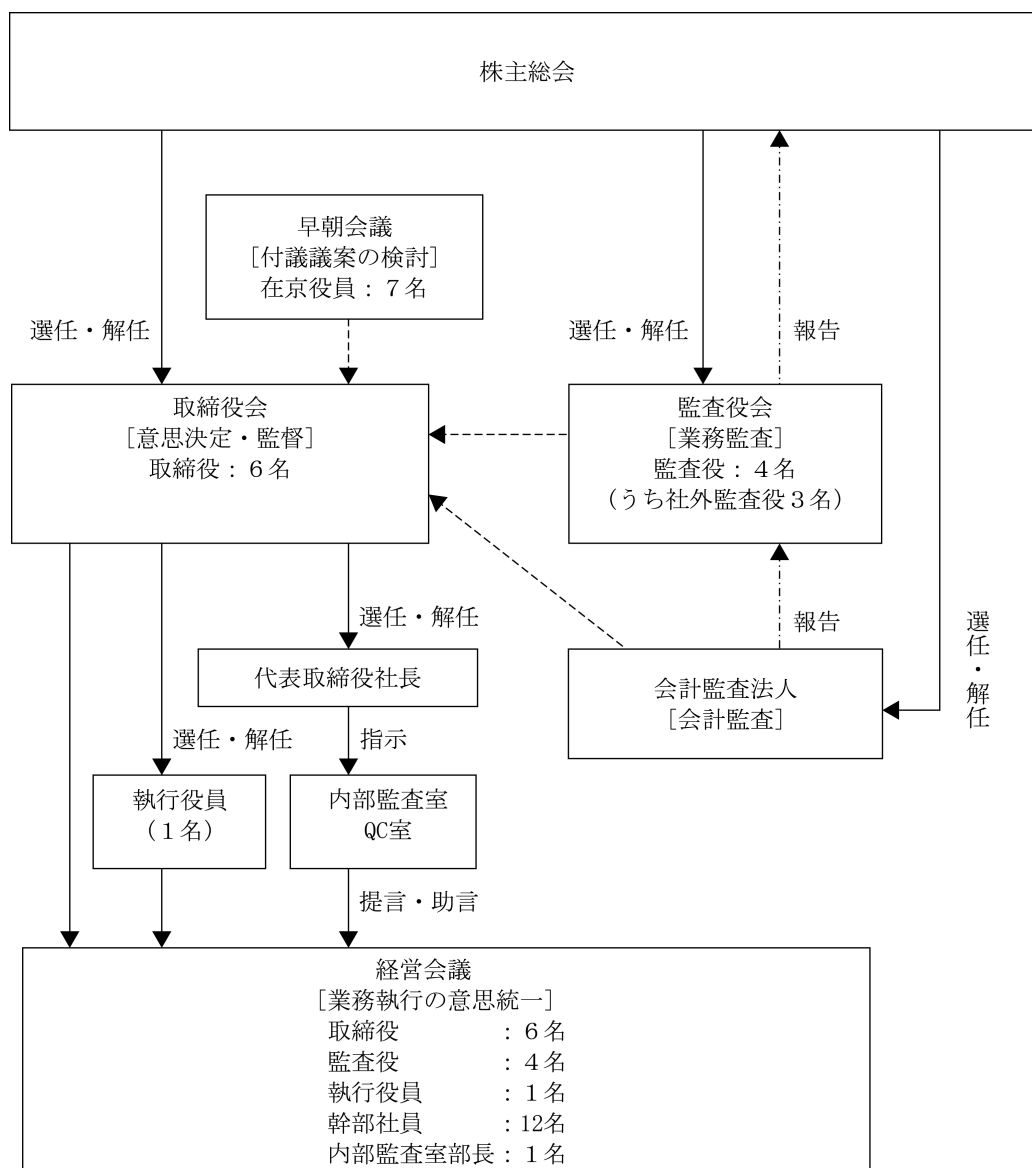 株主総会
早朝会議
[付議議案の検討]
在京役員：７名
選任・解任
選任・解任
報告
取締役会
[意思決定・監督]
取締役：６名
監査役会
[業務監査]
監査役：４名
（うち社外監査役３名）
選任・解任
報告
選任・解任
代表取締役社長
会計監査法人
[会計監査]
選任・解任
指示
執行役員
（１名）
内部監査室
QC室
提言・助言
経営会議
[業務執行の意思統一]
取締役　　　　：６名
監査役　　　　：４名
執行役員　　　：１名
幹部社員　　　：12名
内部監査室部長：１名